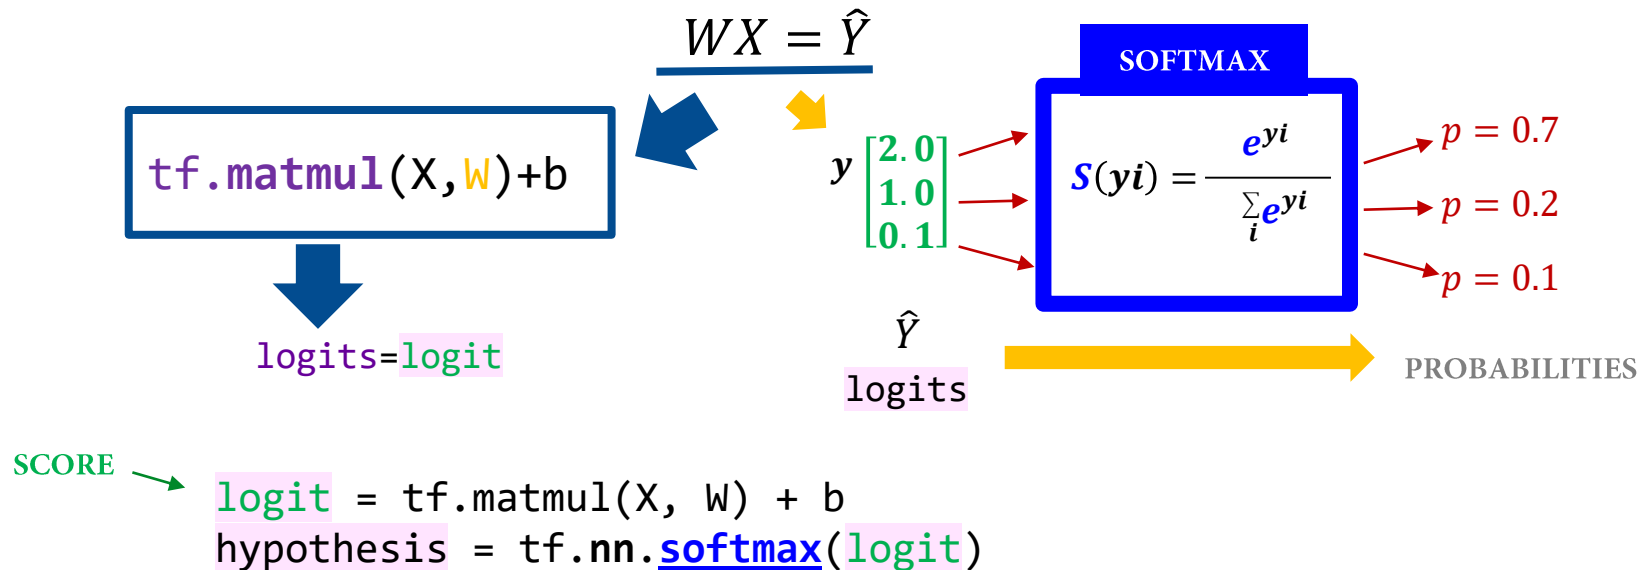 WX = Ŷ
tf.matmul(X,W)+b
logits=logit
y [2.0
1.0
0.1]
Ŷ
logits
SOFTMAX
S(yi) = e^{yi} / ∑_i e^{yi}
p = 0.7
p = 0.2
p = 0.1
PROBABILITIES
SCORE
logit = tf.matmul(X, W) + b
hypothesis = tf.nn.softmax(logit)